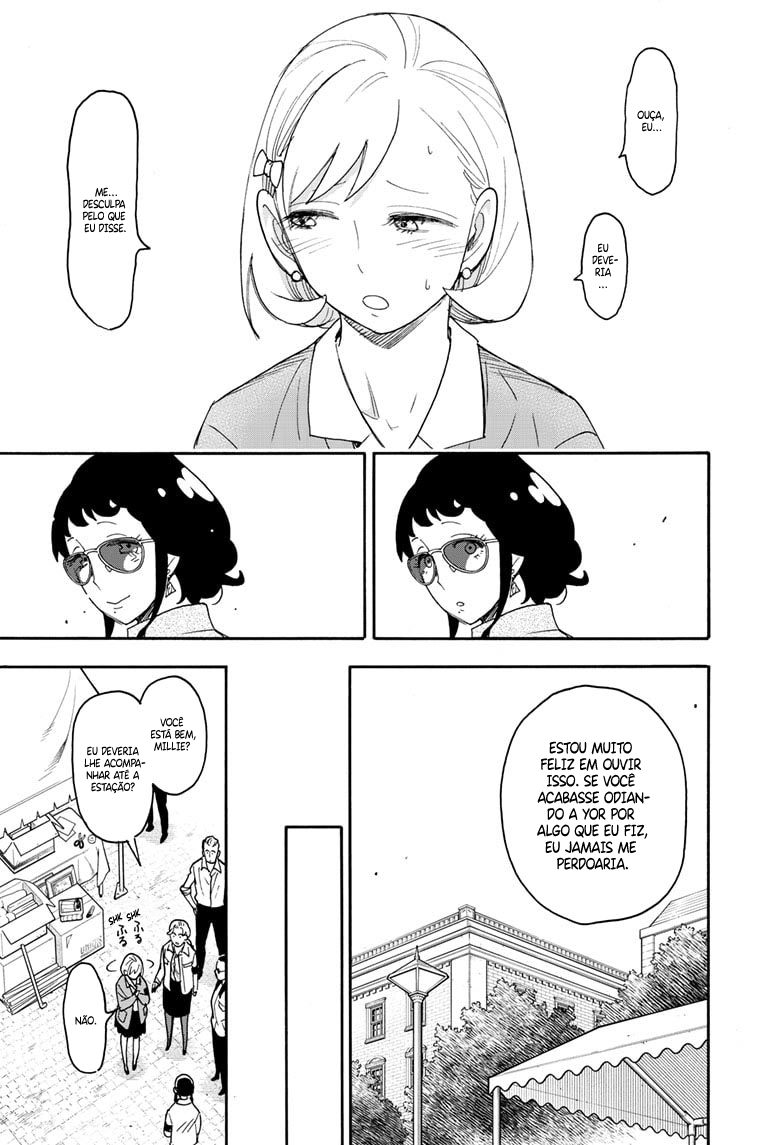 OUÇA,
EU...
EU
DEVE-
RIA
...
ME...
DESCULPA
PELO QUE
EU DISSE.
ESTOU MUITO
FELIZ EM OUVIR
ISSO. SE VOCÊ
ACABASSE ODIAN-
DO A YOR POR
ALGO QUE EU FIZ,
EU JAMAIS ME
PERDOARIA.
VOCÊ
ESTÁ BEM,
MILLIE?
EU DEVERIA
LHE ACOMPA-
NHAR ATÉ A
ESTAÇÃO?
SHK SHK
ふる
ふる
NÃO.